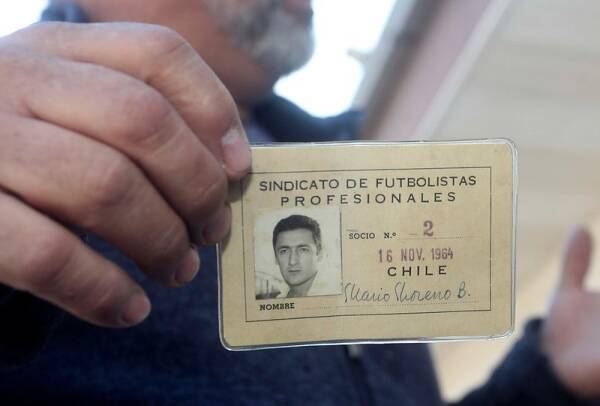 SINDICATO DE FUTBOLISTAS
PROFESIONALES
SOCIO N.º 2
16 NOV. 1964
CHILE
Mario Moreno B.
NOMBRE